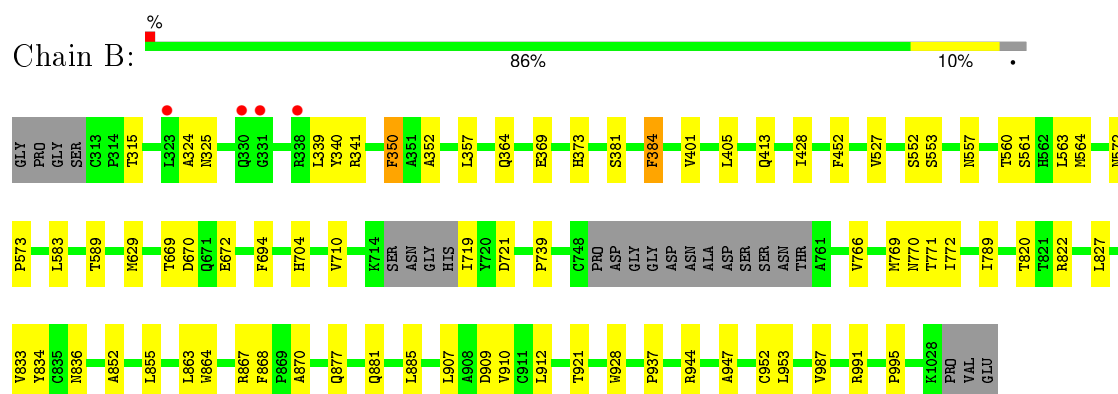 %
Chain B:
86%
10%
•
GLY PRO GLY SER C313 P314 T315 L323 A324 N325 Q330 G331 R338 L339 Y340 R341 F350 A351 A352 L357 Q364 E369 H373 S381 F384 V401 L405 Q413 I428 F452 V527 S552 S553 N557 T560 S561 H562 L563 M564 N572
P573 L583 T589 M629 T669 D670 Q671 E672 F694 H704 V710 K714 SER ASN GLY HIS I719 Y720 D721 P739 C748 PRO ASP GLY GLY ASP ASN ALA ASP SER SER ASN THR A761 V766 M769 N770 T771 I772 I789 T820 T821 R822 L827
V833 Y834 C835 N836 A852 L855 L863 W864 R867 F868 P869 A870 Q877 Q881 L885 L907 A908 D909 V910 C911 L912 T921 W928 P937 R944 A947 C952 L953 V987 R991 P995 K1028 PRO VAL GLU